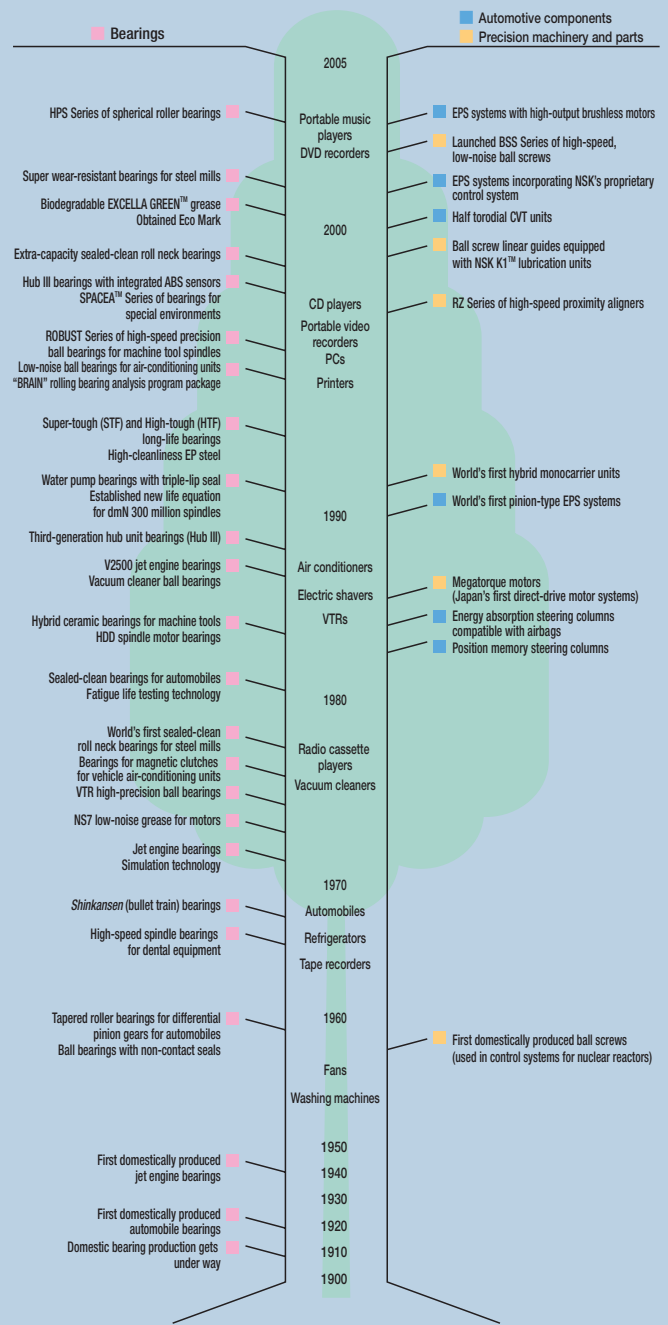 Bearings
Automotive components
Precision machinery and parts
2005
HPS Series of spherical roller bearings
Portable music
players
DVD recorders
EPS systems with high-output brushless motors
Launched BSS Series of high-speed,
low-noise ball screws
Super wear-resistant bearings for steel mills
EPS systems incorporating NSK's proprietary
control system
Biodegradable EXCELLA GREEN™ grease
Obtained Eco Mark
Half torodial CVT units
2000
Extra-capacity sealed-clean roll neck bearings
Ball screw linear guides equipped
with NSK K1™ lubrication units
Hub III bearings with integrated ABS sensors
SPACEA™ Series of bearings for
special environments
CD players
Portable video
recorders
PCs
Printers
RZ Series of high-speed proximity aligners
ROBUST Series of high-speed precision
ball bearings for machine tool spindles
Low-noise ball bearings for air-conditioning units
"BRAIN" rolling bearing analysis program package
Super-tough (STF) and High-tough (HTF)
long-life bearings
High-cleanliness EP steel
Water pump bearings with triple-lip seal
Established new life equation
for dmN 300 million spindles
World's first hybrid monocarrier units
World's first pinion-type EPS systems
1990
Third-generation hub unit bearings (Hub III)
V2500 jet engine bearings
Vacuum cleaner ball bearings
Air conditioners
Electric shavers
VTRs
Megatorque motors
(Japan's first direct-drive motor systems)
Energy absorption steering columns
compatible with airbags
Position memory steering columns
Hybrid ceramic bearings for machine tools
HDD spindle motor bearings
Sealed-clean bearings for automobiles
Fatigue life testing technology
1980
World's first sealed-clean
roll neck bearings for steel mills
Bearings for magnetic clutches
for vehicle air-conditioning units
VTR high-precision ball bearings
Radio cassette
players
Vacuum cleaners
NS7 low-noise grease for motors
Jet engine bearings
Simulation technology
1970
Shinkansen (bullet train) bearings
Automobiles
High-speed spindle bearings
for dental equipment
Refrigerators
Tape recorders
1960
Tapered roller bearings for differential
pinion gears for automobiles
Ball bearings with non-contact seals
First domestically produced ball screws
(used in control systems for nuclear reactors)
Fans
Washing machines
1950
First domestically produced
jet engine bearings
1940
1930
First domestically produced
automobile bearings
1920
Domestic bearing production gets
under way
1910
1900